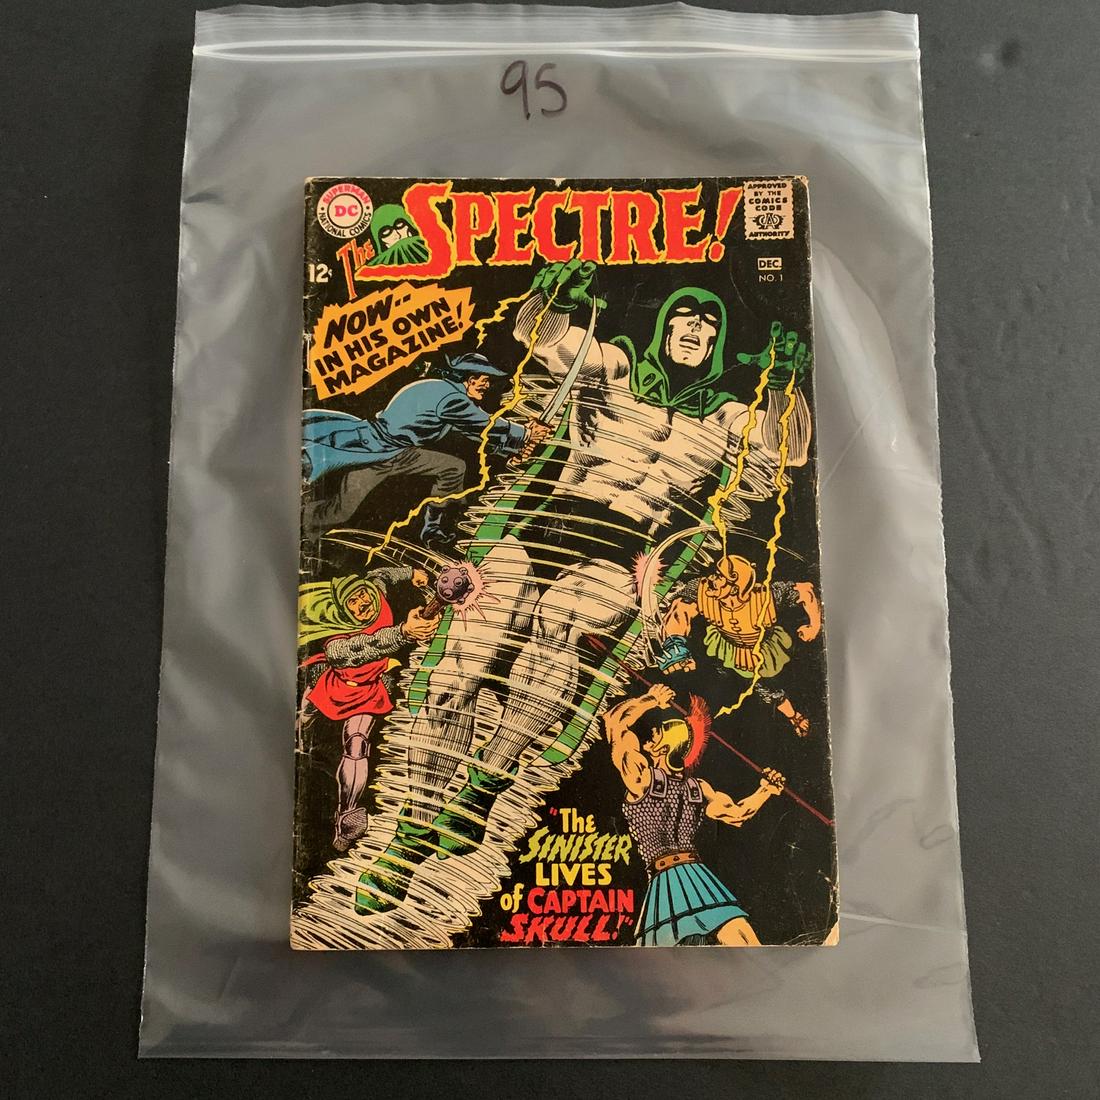 95
SUPERMAN
DC
NATIONAL COMICS
The SPECTRE!
APPROVED
BY THE
COMICS
CODE
CA
AUTHORITY
12¢
DEC.
NO. 1
NOW--
IN HIS OWN
MAGAZINE!
"The
SINISTER
LIVES
of CAPTAIN
SKULL!"